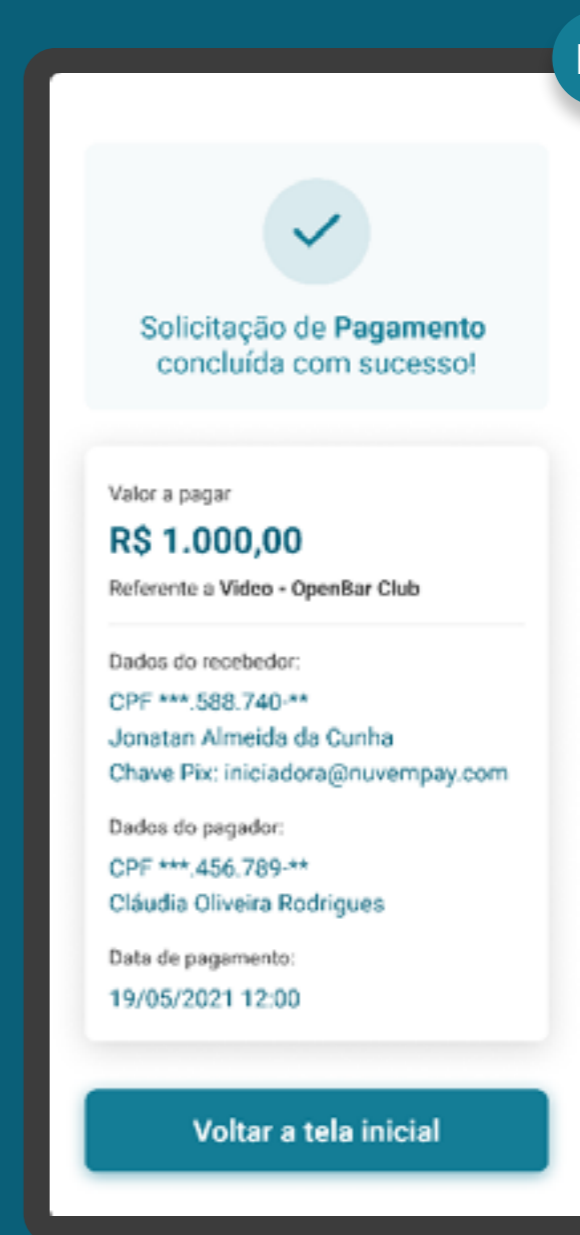 Solicitação de Pagamento
concluída com sucesso!
Valor a pagar
R$ 1.000,00
Referente a Video - OpenBar Club
Dados do recebedor:
CPF ***.588.740-**
Jonatan Almeida da Cunha
Chave Pix: iniciadora@nuvempay.com
Dados do pagador:
CPF ***.456.789-**
Cláudia Oliveira Rodrigues
Data de pagamento:
19/05/2021 12:00
Voltar a tela inicial